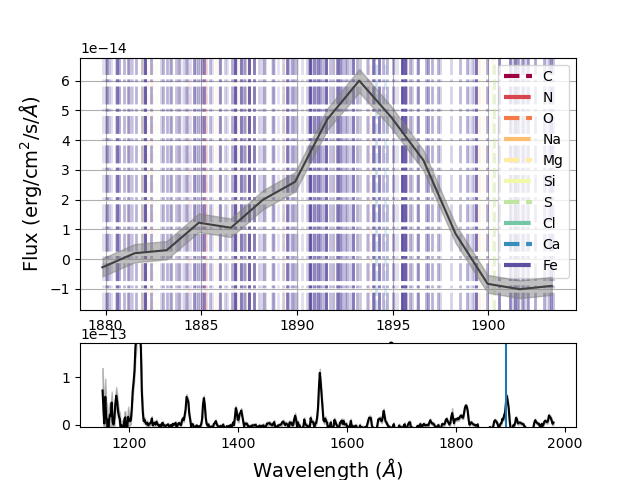 1e−14
Flux (erg/cm²/s/Å)
6
5
4
3
2
1
0
−1
C
N
O
Na
Mg
Si
S
Cl
Ca
Fe
1880 1885 1890 1895 1900
1e−13
1
0
1200 1400 1600 1800 2000
Wavelength (Å)